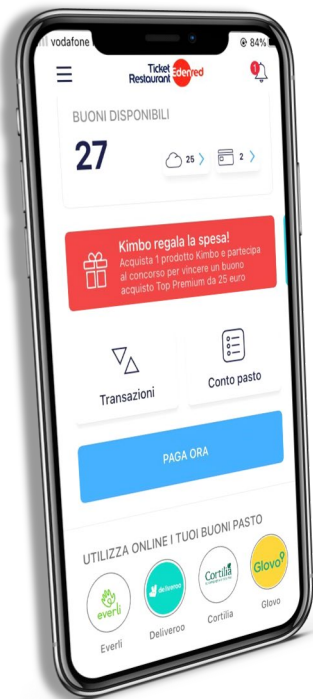 vodafone
84%
Ticket
Restaurant Edenred
1
BUONI DISPONIBILI
27
25 >
2 >
Kimbo regala la spesa!
Acquista 1 prodotto Kimbo e partecipa
al concorso per vincere un buono
acquisto Top Premium da 25 euro
Transazioni
Conto pasto
PAGA ORA
UTILIZZA ONLINE I TUOI BUONI PASTO
everli
deliveroo
Cortilia
Glovo
Everli
Deliveroo
Cortilia
Glovo